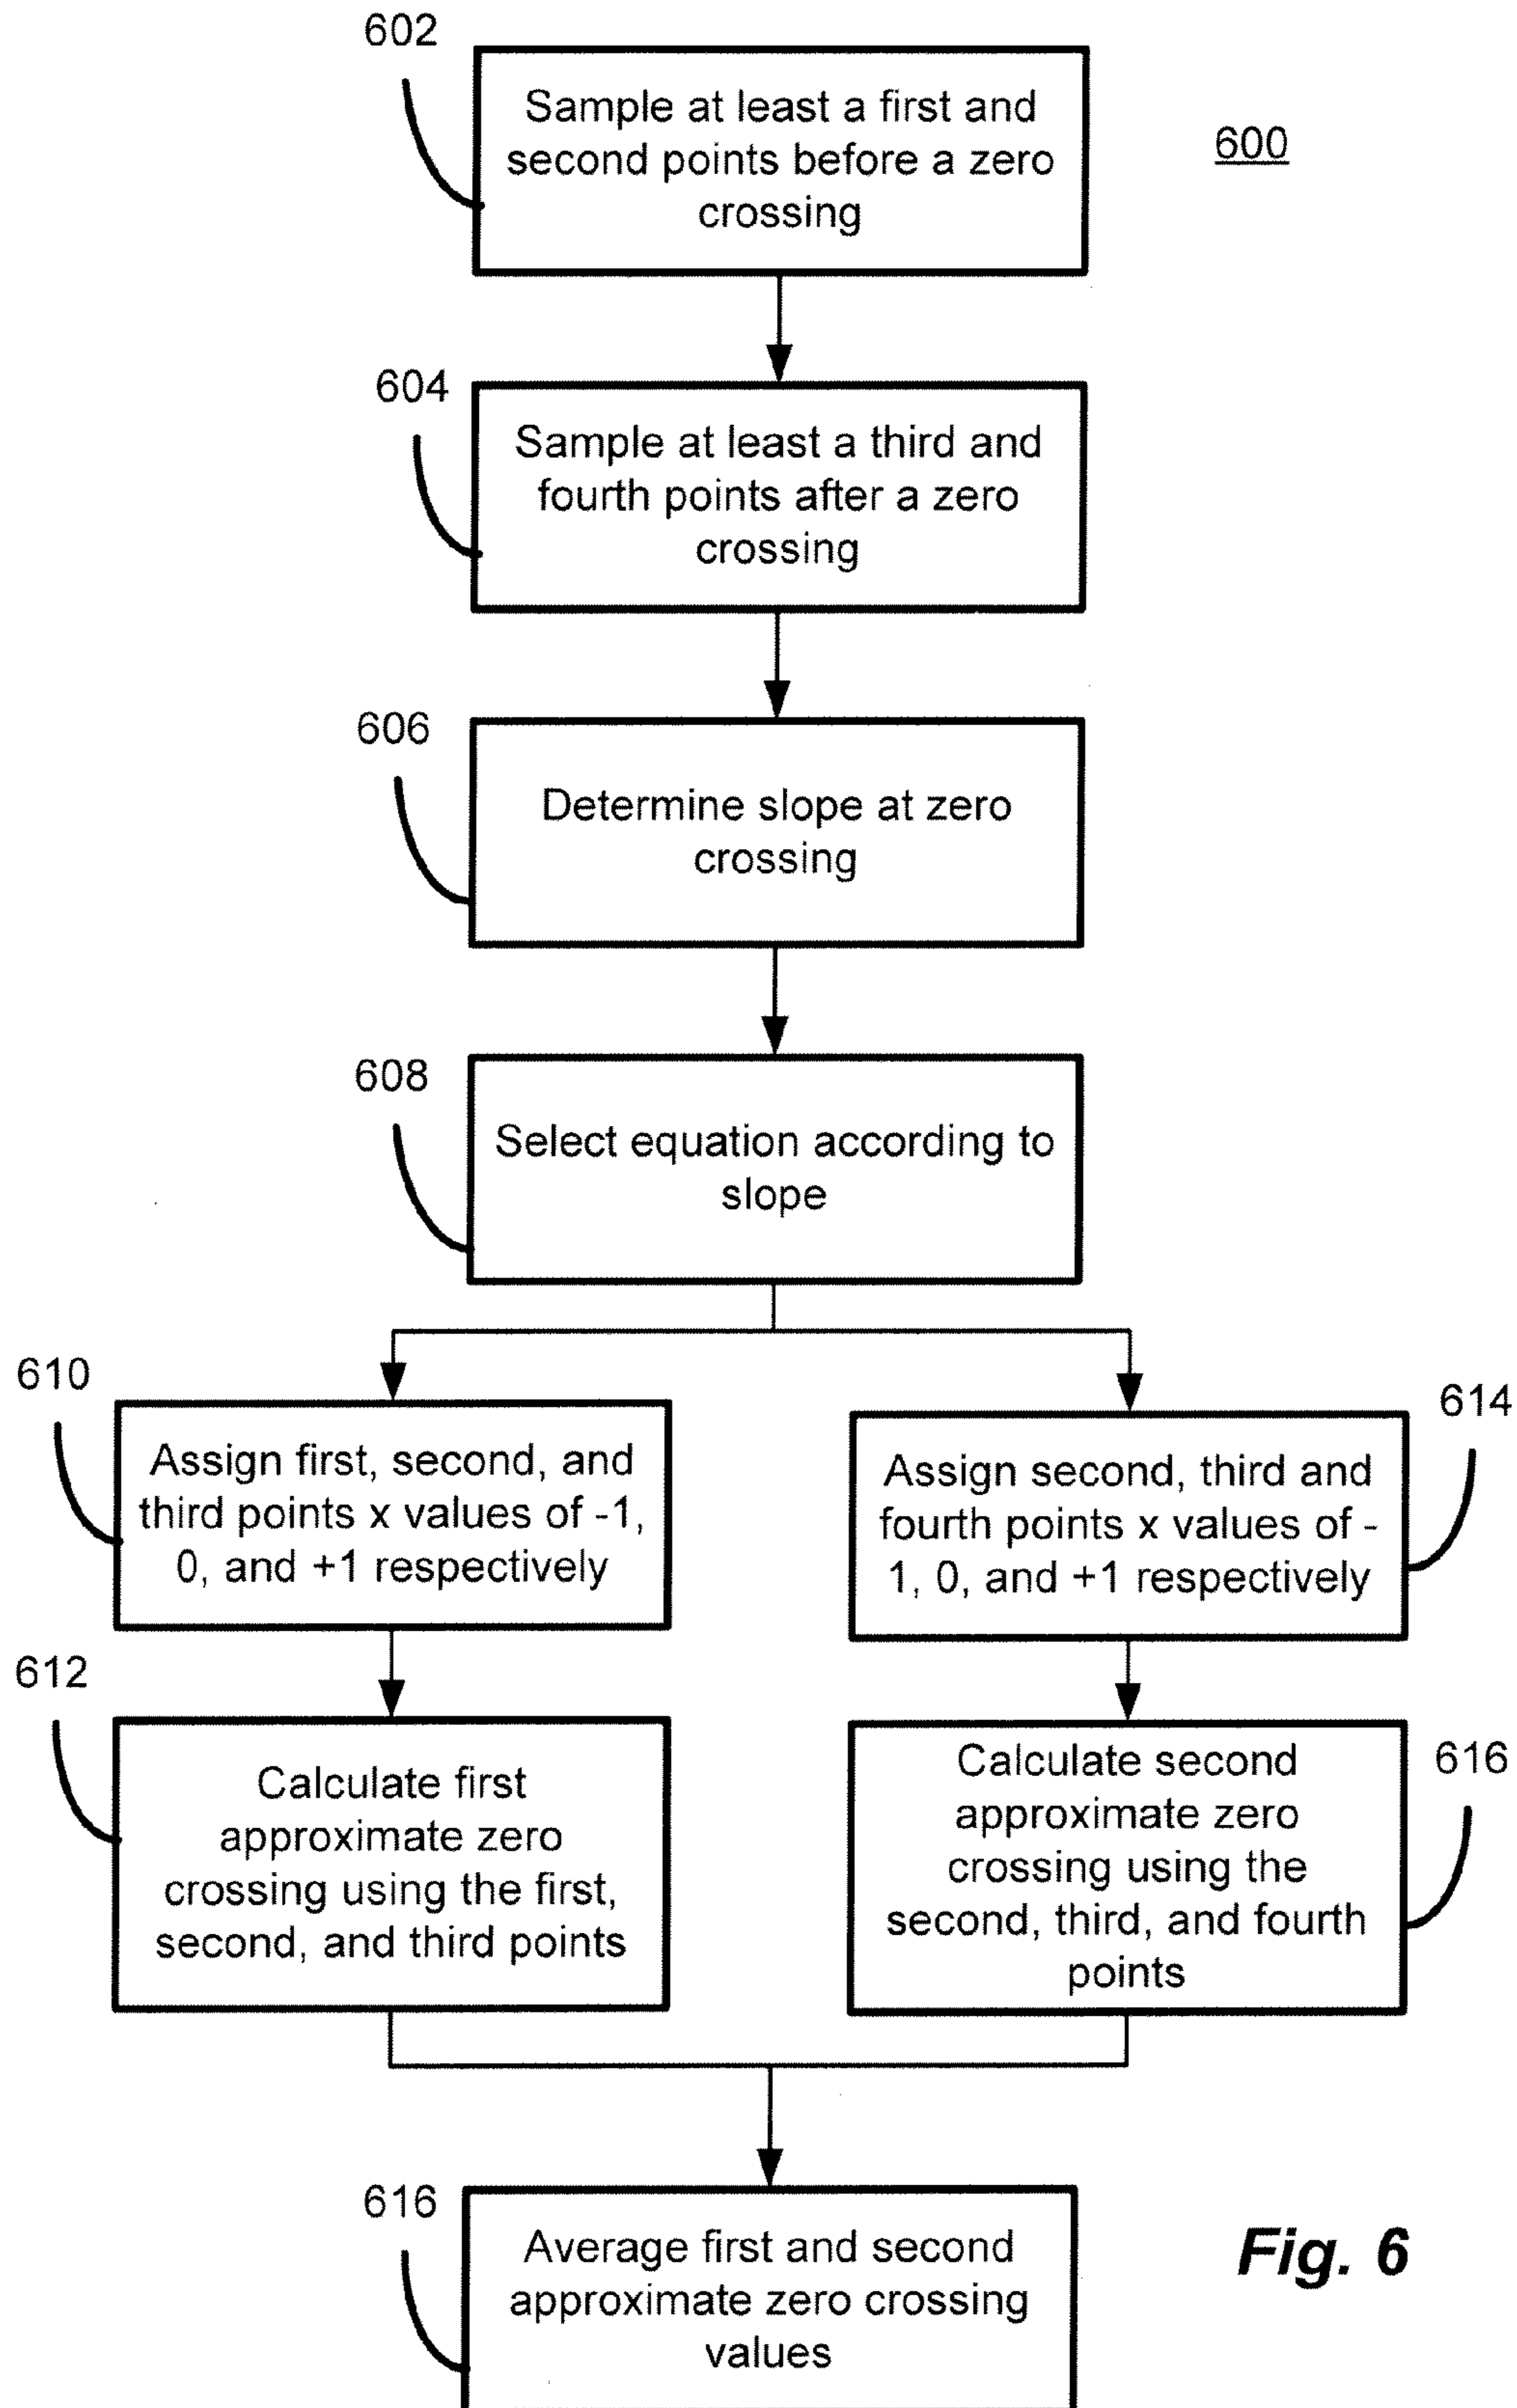 602
Sample at least a first and
second points before a zero
crossing
600
604
Sample at least a third and
fourth points after a zero
crossing
606
Determine slope at zero
crossing
608
Select equation according to
slope
610
Assign first, second, and
third points x values of -1,
0, and +1 respectively
614
Assign second, third and
fourth points x values of -
1, 0, and +1 respectively
612
Calculate first
approximate zero
crossing using the first,
second, and third points
616
Calculate second
approximate zero
crossing using the
second, third, and fourth
points
616
Average first and second
approximate zero crossing
values
Fig. 6